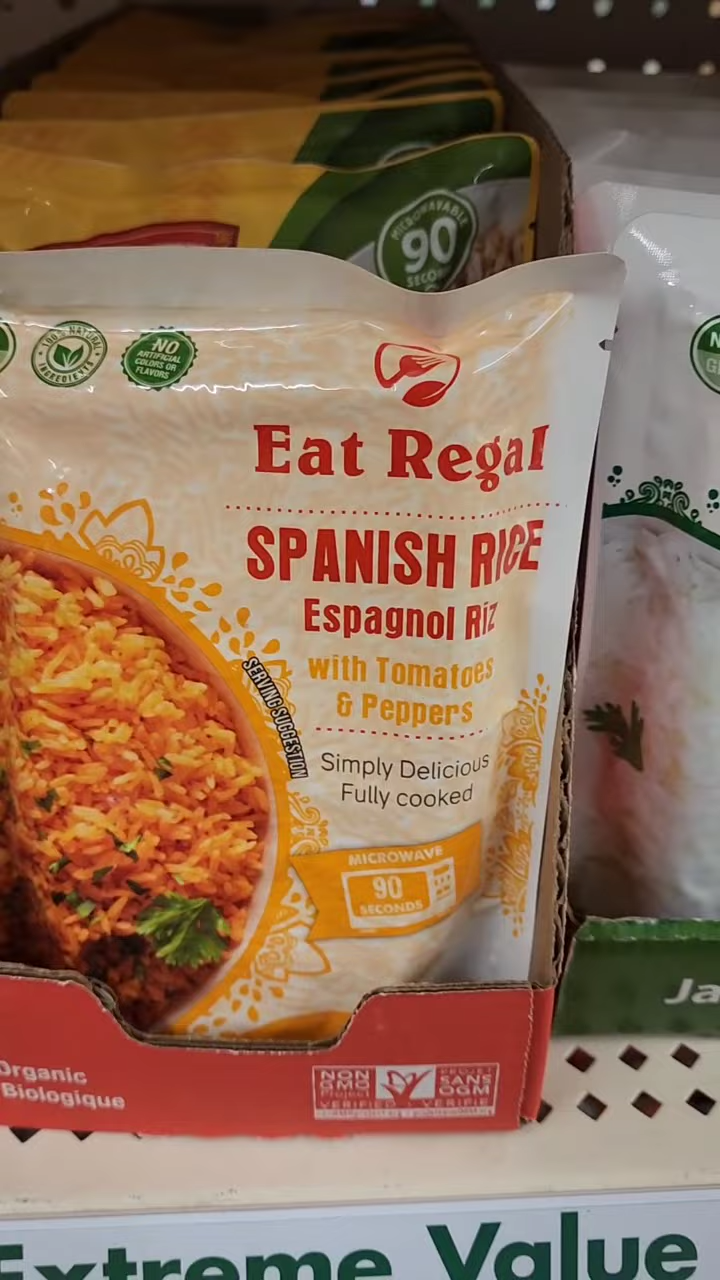 MICROWAVABLE
90
SECONDS
100% NATURAL
INGREDIENTS
NO
ARTIFICIAL
COLORS OR
FLAVORS
Eat Regal
SPANISH RICE
Espagnol Riz
with Tomatoes
& Peppers
SERVING SUGGESTION
Simply Delicious
Fully cooked
MICROWAVE
90
SECONDS
Organic
Biologique
NON
GMO
Project
VERIFIED
PROJET
SANS
OGM
VERIFIE
Ja
Extreme Value